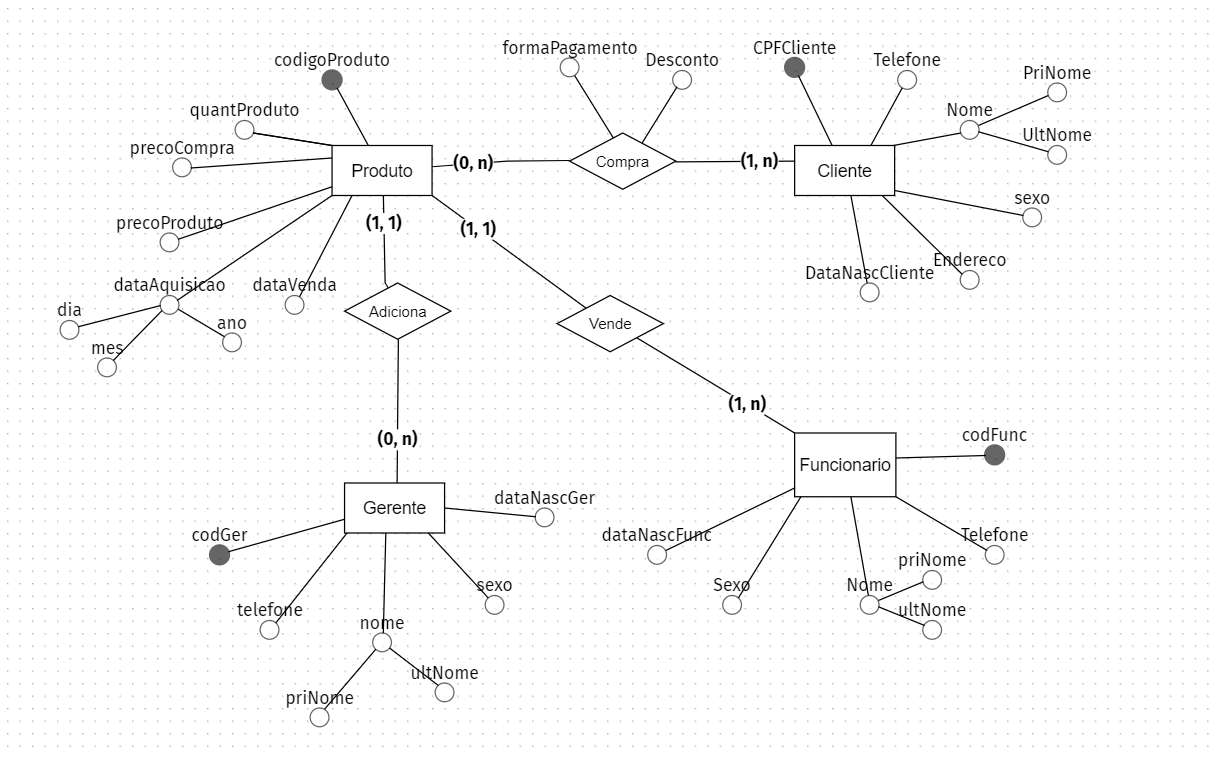 formaPagamento
CPFCliente
codigoProduto
Desconto
Telefone
PriNome
quantProduto
Nome
UltNome
precoCompra
Produto
(0, n)
Compra
(1, n)
Cliente
sexo
precoProduto
(1, 1)
(1, 1)
Endereco
DataNascCliente
dataAquisicao
dataVenda
dia
mes
ano
Adiciona
Vende
(1, n)
(0, n)
codFunc
Funcionario
dataNascGer
Gerente
codGer
dataNascFunc
Telefone
priNome
Sexo
Nome
ultNome
sexo
telefone
nome
ultNome
priNome